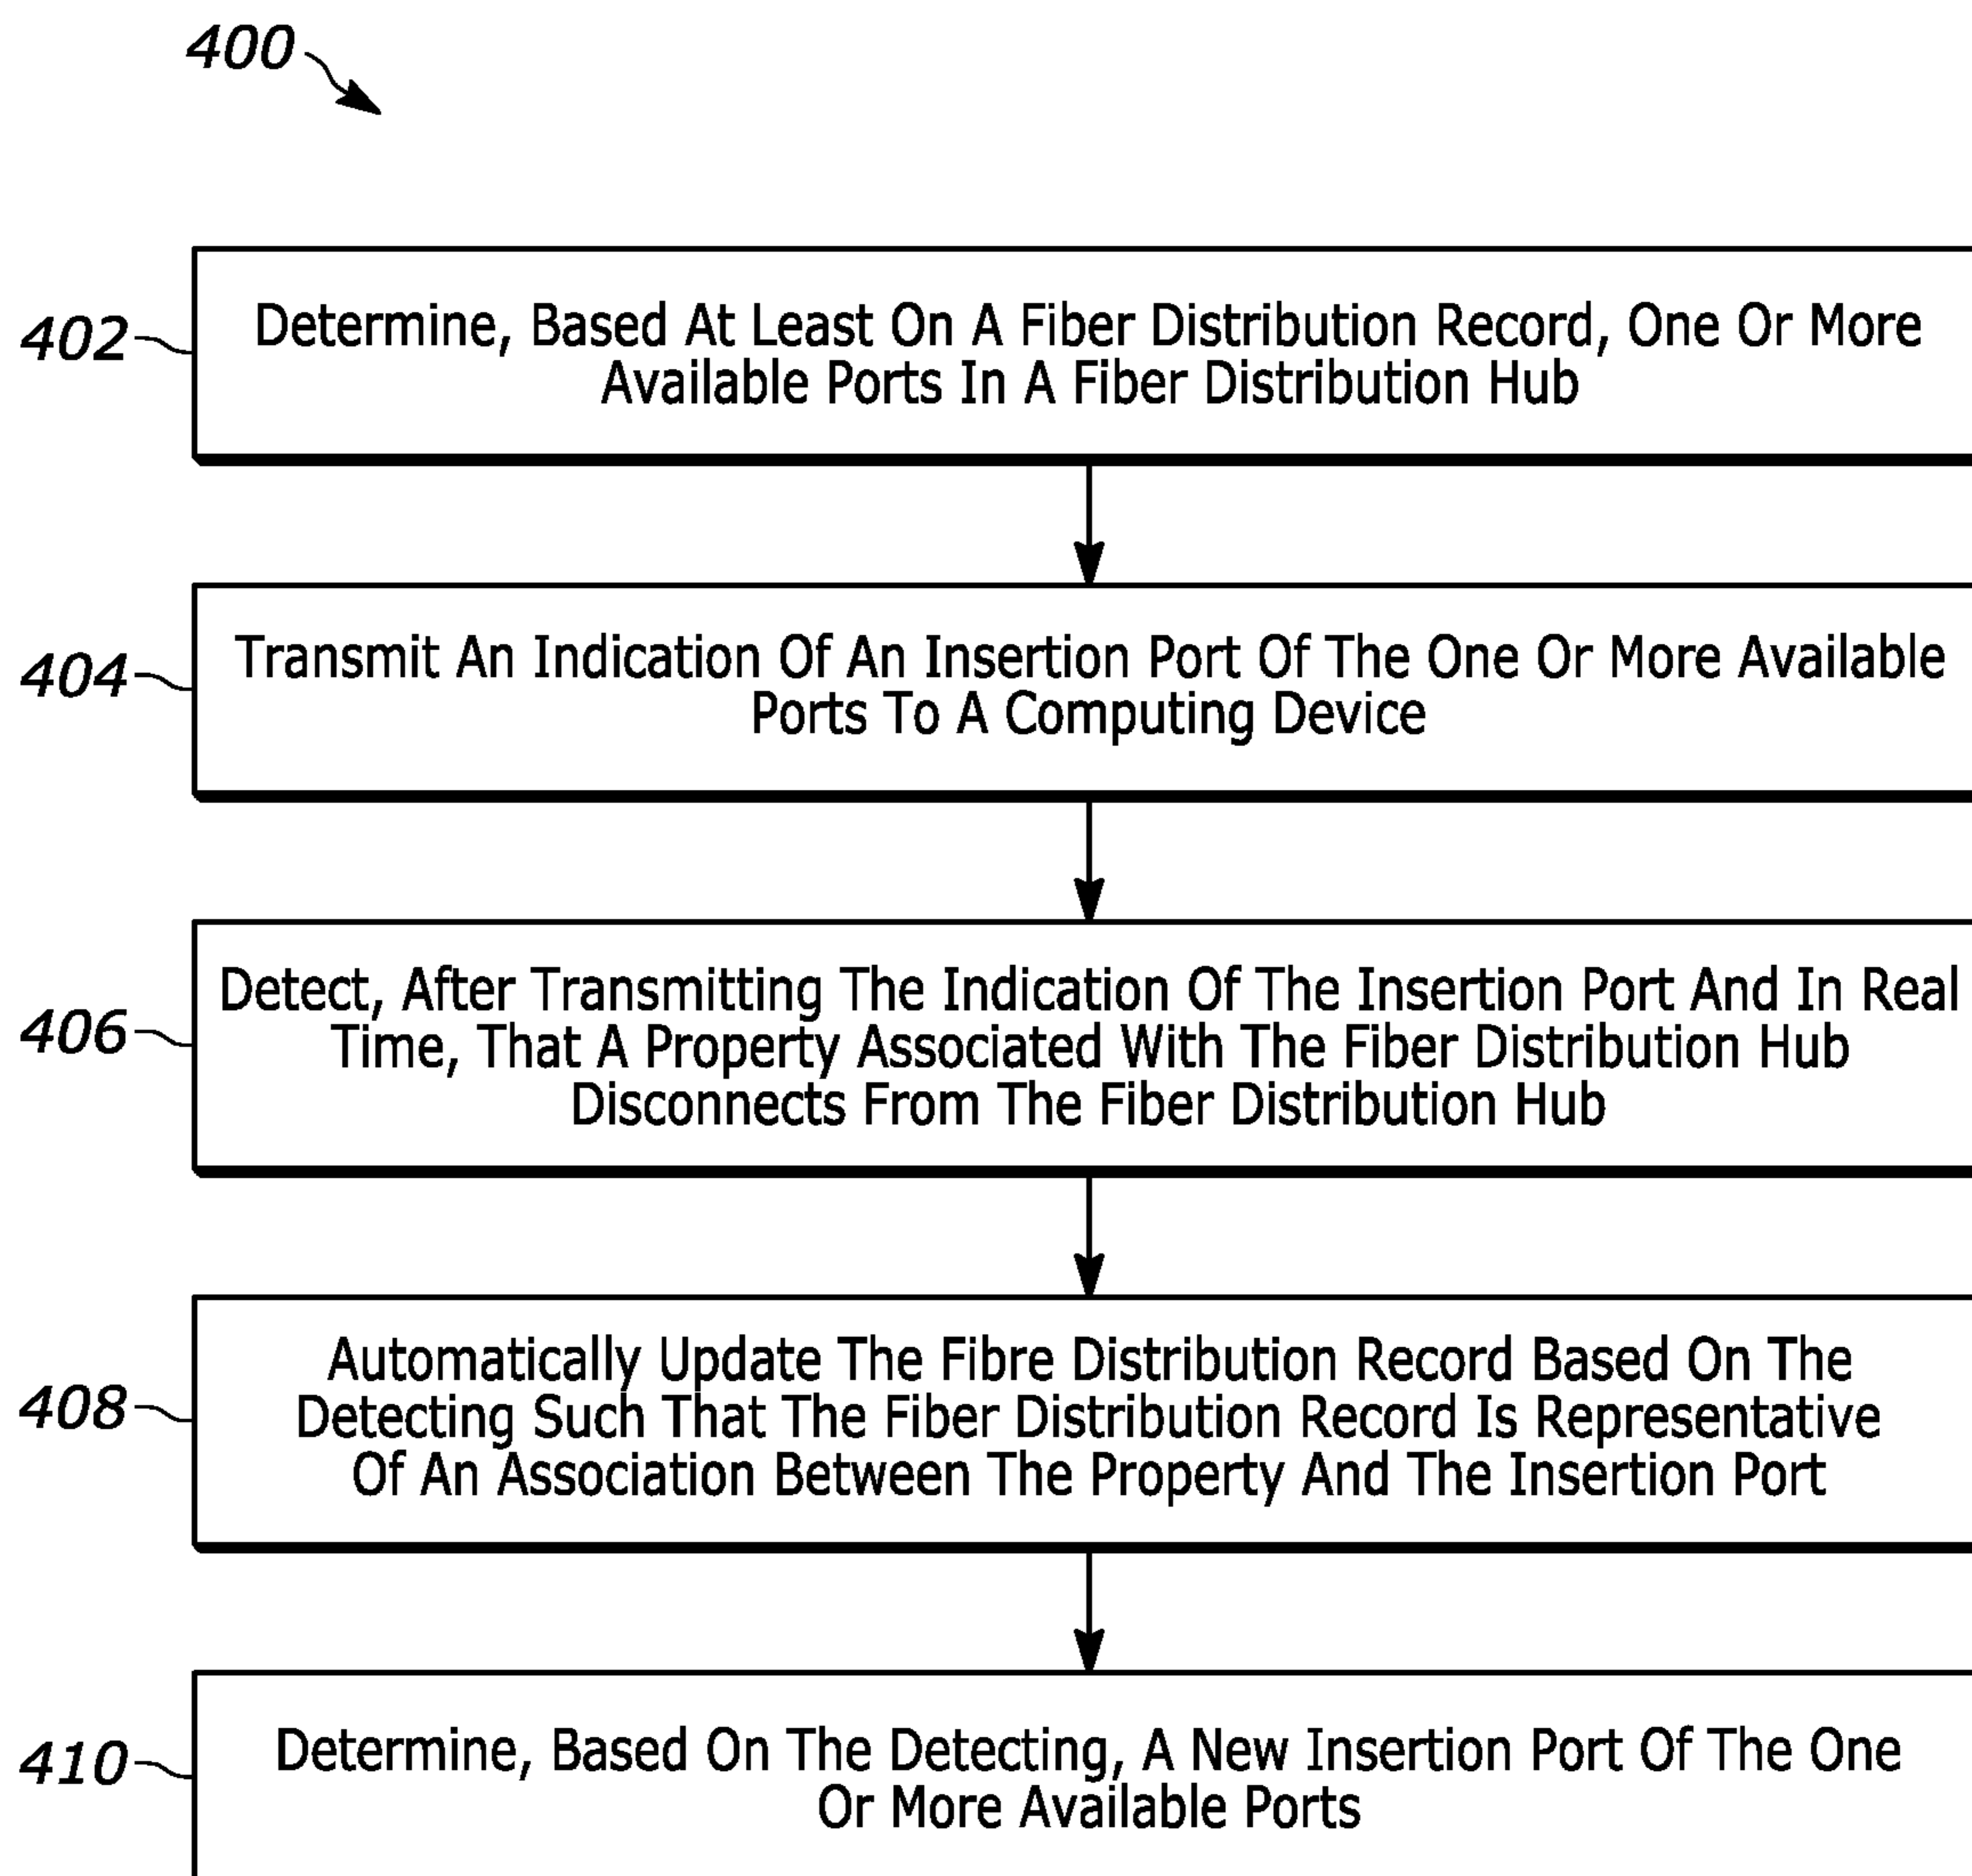 400
402
Determine, Based At Least On A Fiber Distribution Record, One Or More
Available Ports In A Fiber Distribution Hub
404
Transmit An Indication Of An Insertion Port Of The One Or More Available
Ports To A Computing Device
406
Detect, After Transmitting The Indication Of The Insertion Port And In Real
Time, That A Property Associated With The Fiber Distribution Hub
Disconnects From The Fiber Distribution Hub
408
Automatically Update The Fibre Distribution Record Based On The
Detecting Such That The Fiber Distribution Record Is Representative
Of An Association Between The Property And The Insertion Port
410
Determine, Based On The Detecting, A New Insertion Port Of The One
Or More Available Ports